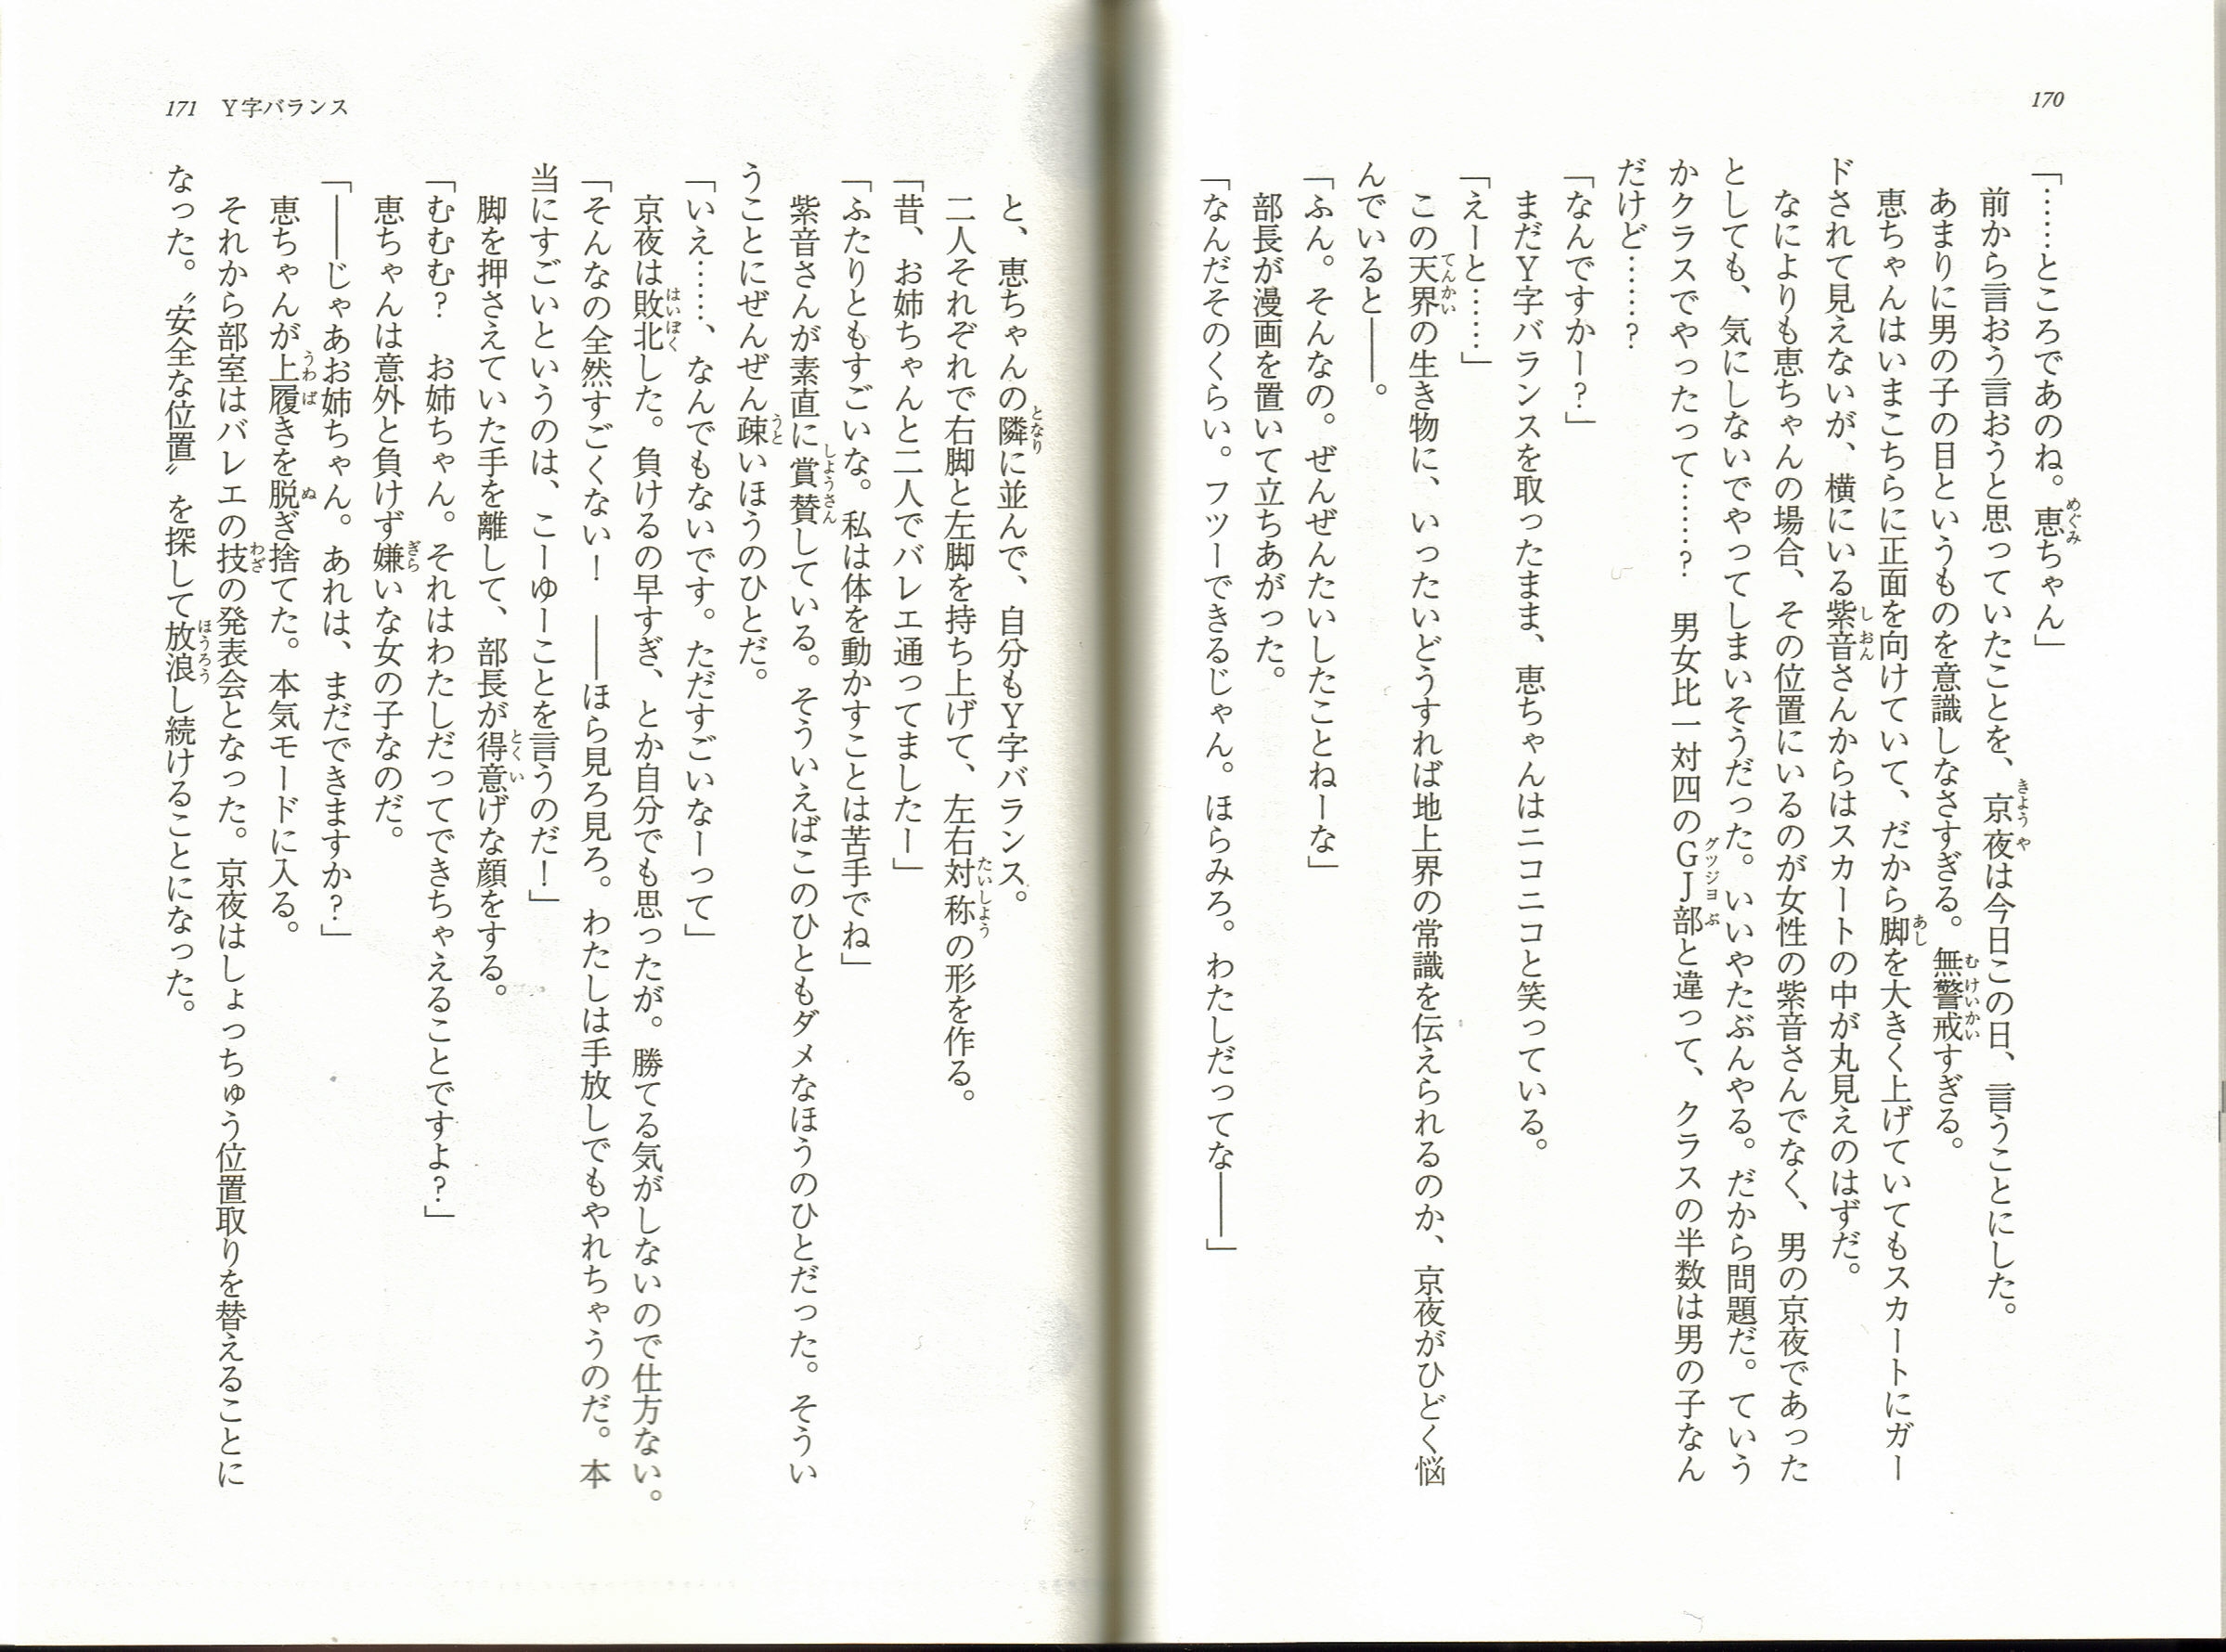 170
「……ところであのね。恵ちゃん」
前から言おう言おうと思っていたことを、京夜は今日この日、言うことにした。
あまりに男の子の目というものを意識しなさすぎる。無警戒すぎる。
恵ちゃんはいまこちらに正面を向けていて、だから脚を大きく上げていてもスカートにガー
ドされて見えないが、横にいる紫音さんからはスカートの中が丸見えのはずだ。
なによりも恵ちゃんの場合、その位置にいるのが女性の紫音さんでなく、男の京夜であった
としても、気にしないでやってしまいそうだった。いいやたぶんやる。だから問題だ。ていう
かクラスでやったって……?　男女比一対四のGJ部と違って、クラスの半数は男の子なん
だけど……?
「なんですかー?」
まだY字バランスを取ったまま、恵ちゃんはニコニコと笑っている。
「えーと……」
この天界の生き物に、いったいどうすれば地上界の常識を伝えられるのか、京夜がひどく悩
んでいると――。
「ふん。そんなの。ぜんぜんたいしたことねーな」
部長が漫画を置いて立ちあがった。
「なんだそのくらい。フツーできるじゃん。ほらみろ。わたしだってな――」
171　Y字バランス
と、恵ちゃんの隣に並んで、自分もY字バランス。
二人それぞれで右脚と左脚を持ち上げて、左右対称の形を作る。
「昔、お姉ちゃんと二人でバレエ通ってましたー」
「ふたりともすごいな。私は体を動かすことは苦手でね」
紫音さんが素直に賞賛している。そういえばこのひともダメなほうのひとだった。そうい
うことにぜんぜん疎いほうのひとだ。
「いえ……、なんでもないです。ただすごいなーって」
京夜は敗北した。負けるの早すぎ、とか自分でも思ったが。勝てる気がしないので仕方ない。
「そんなの全然すごくない!　――ほら見ろ見ろ。わたしは手放しでもやれちゃうのだ。本
当にすごいというのは、こーゆーことを言うのだ!」
脚を押さえていた手を離して、部長が得意げな顔をする。
「むむむ?　お姉ちゃん。それはわたしだってできちゃえることですよ?」
恵ちゃんは意外と負けず嫌いな女の子なのだ。
「――じゃあお姉ちゃん。あれは、まだできますか?」
恵ちゃんが上履きを脱ぎ捨てた。本気モードに入る。
それから部室はバレエの技の発表会となった。京夜はしょっちゅう位置取りを替えることに
なった。〝安全な位置〟を探して放浪し続けることになった。